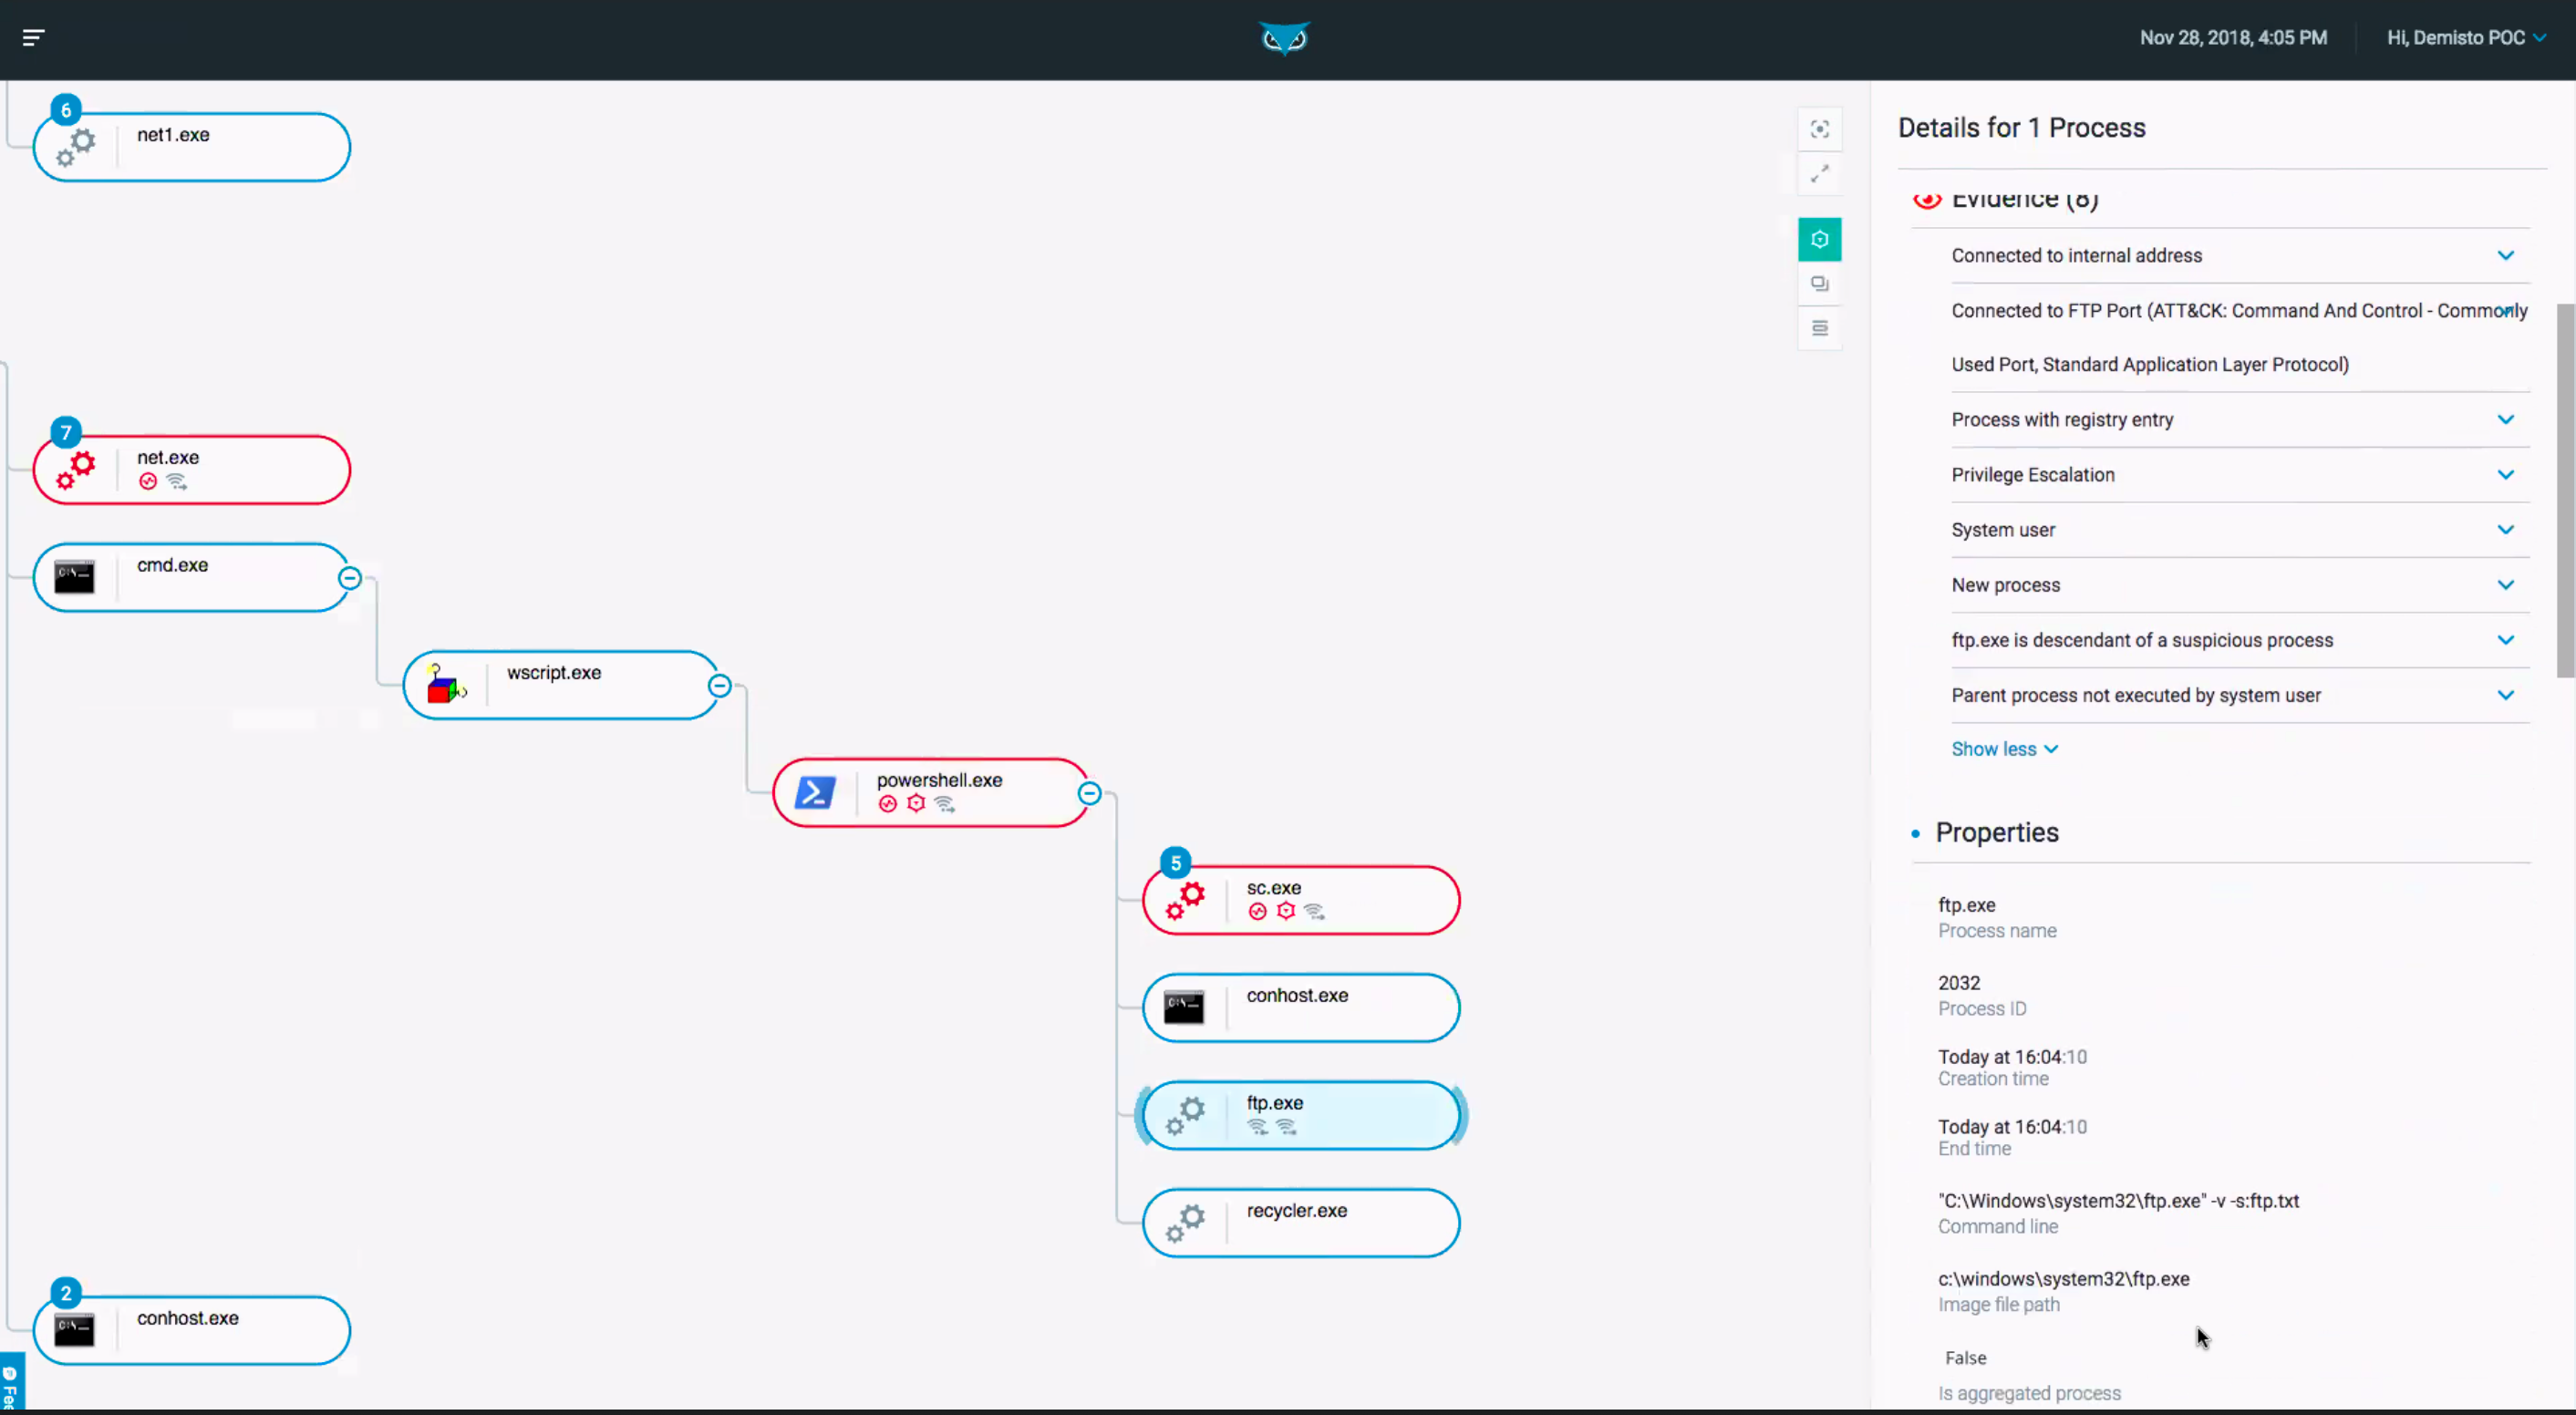 Nov 28, 2018, 4:05 PM
Hi, Demisto POC
6
net1.exe
7
net.exe
cmd.exe
wscript.exe
powershell.exe
5
sc.exe
conhost.exe
ftp.exe
recycler.exe
2
conhost.exe
Details for 1 Process
Evidence (8)
Connected to internal address
Connected to FTP Port (ATT&CK: Command And Control - Commonly
Used Port, Standard Application Layer Protocol)
Process with registry entry
Privilege Escalation
System user
New process
ftp.exe is descendant of a suspicious process
Parent process not executed by system user
Show less
Properties
ftp.exe
Process name
2032
Process ID
Today at 16:04:10
Creation time
Today at 16:04:10
End time
"C:\Windows\system32\ftp.exe" -v -s:ftp.txt
Command line
c:\windows\system32\ftp.exe
Image file path
False
Is aggregated process